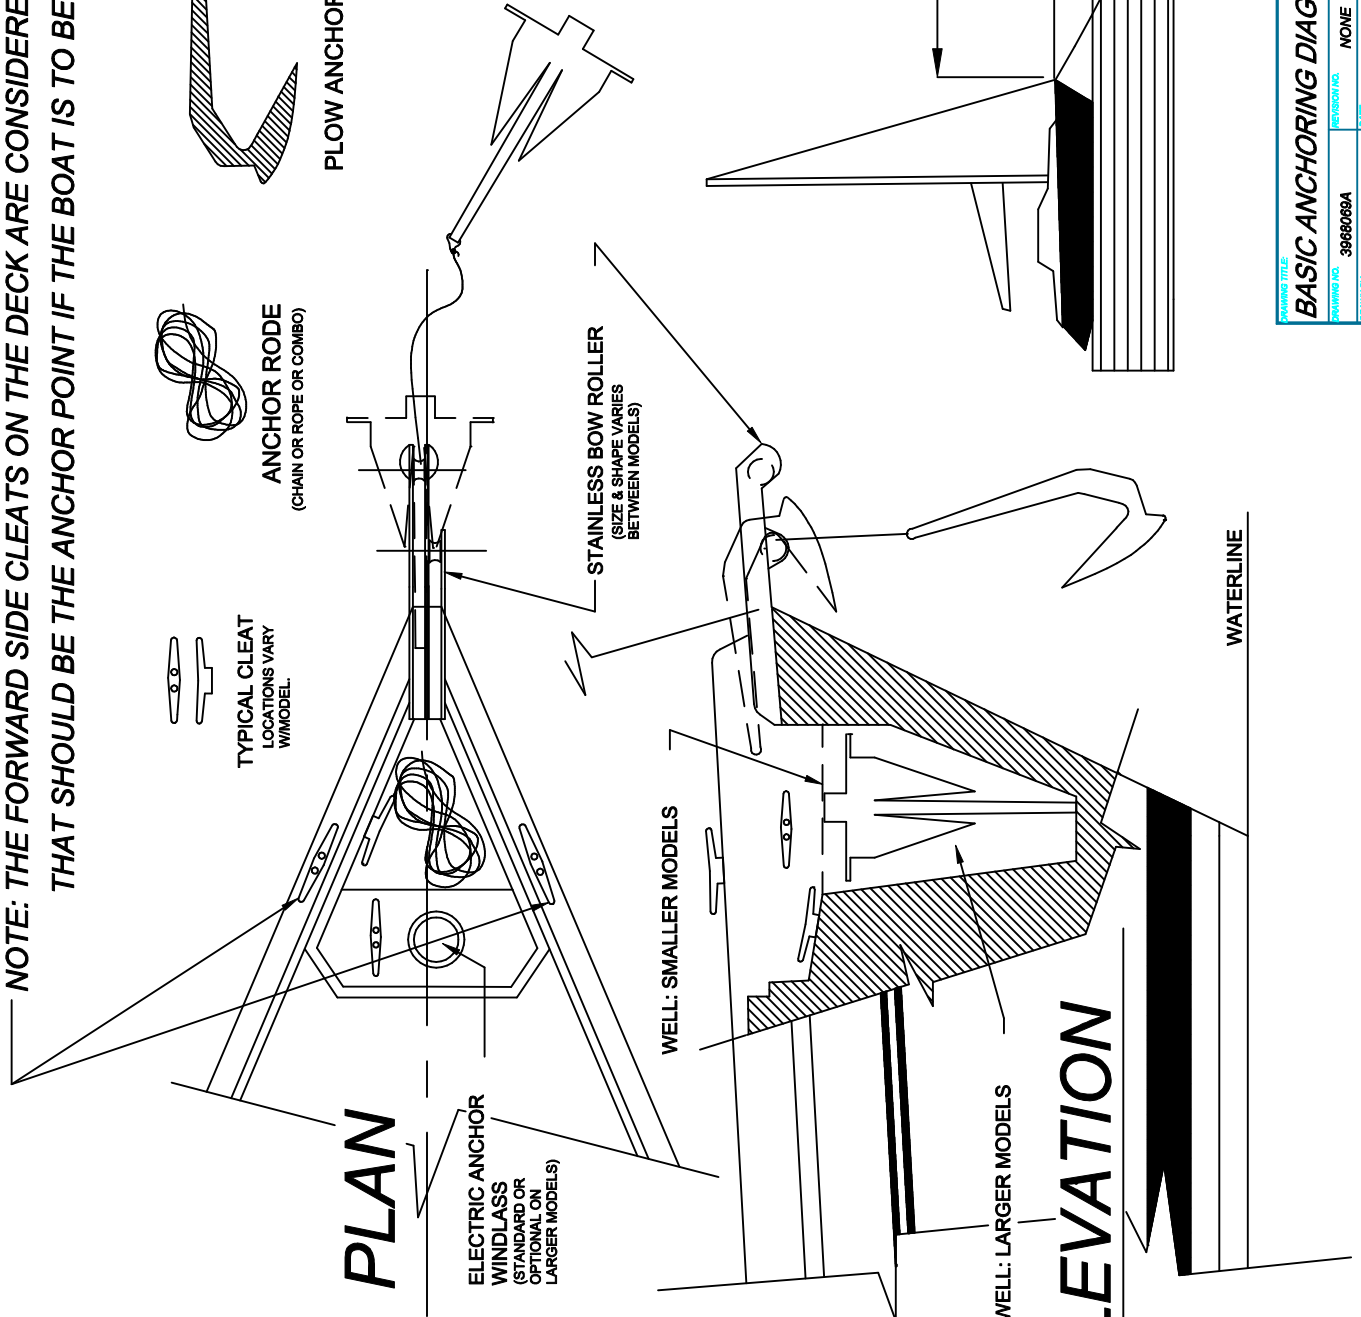 NOTE: THE FORWARD SIDE CLEATS ON THE DECK ARE
THAT SHOULD BE THE ANCHOR POINT IF THE BOAT IS TO BE
PLOW ANCHOR
ANCHOR RODE
(CHAIN OR ROPE OR COMBO)
TYPICAL CLEAT
LOCATIONS VARY
W/MODEL.
STAINLESS BOW ROLLER
(SIZE & SHAPE VARIES
BETWEEN MODELS)
PLAN
ELECTRIC ANCHOR
WINDLASS
(STANDARD OR
OPTIONAL ON
LARGER MODELS)
WELL: SMALLER MODELS
WELL: LARGER MODELS
LEVATION
WATERLINE
DRAWING TITLE:
BASIC ANCHORING DIAG
DRAWING NO.
3968069A
REVISION NO.
NONE